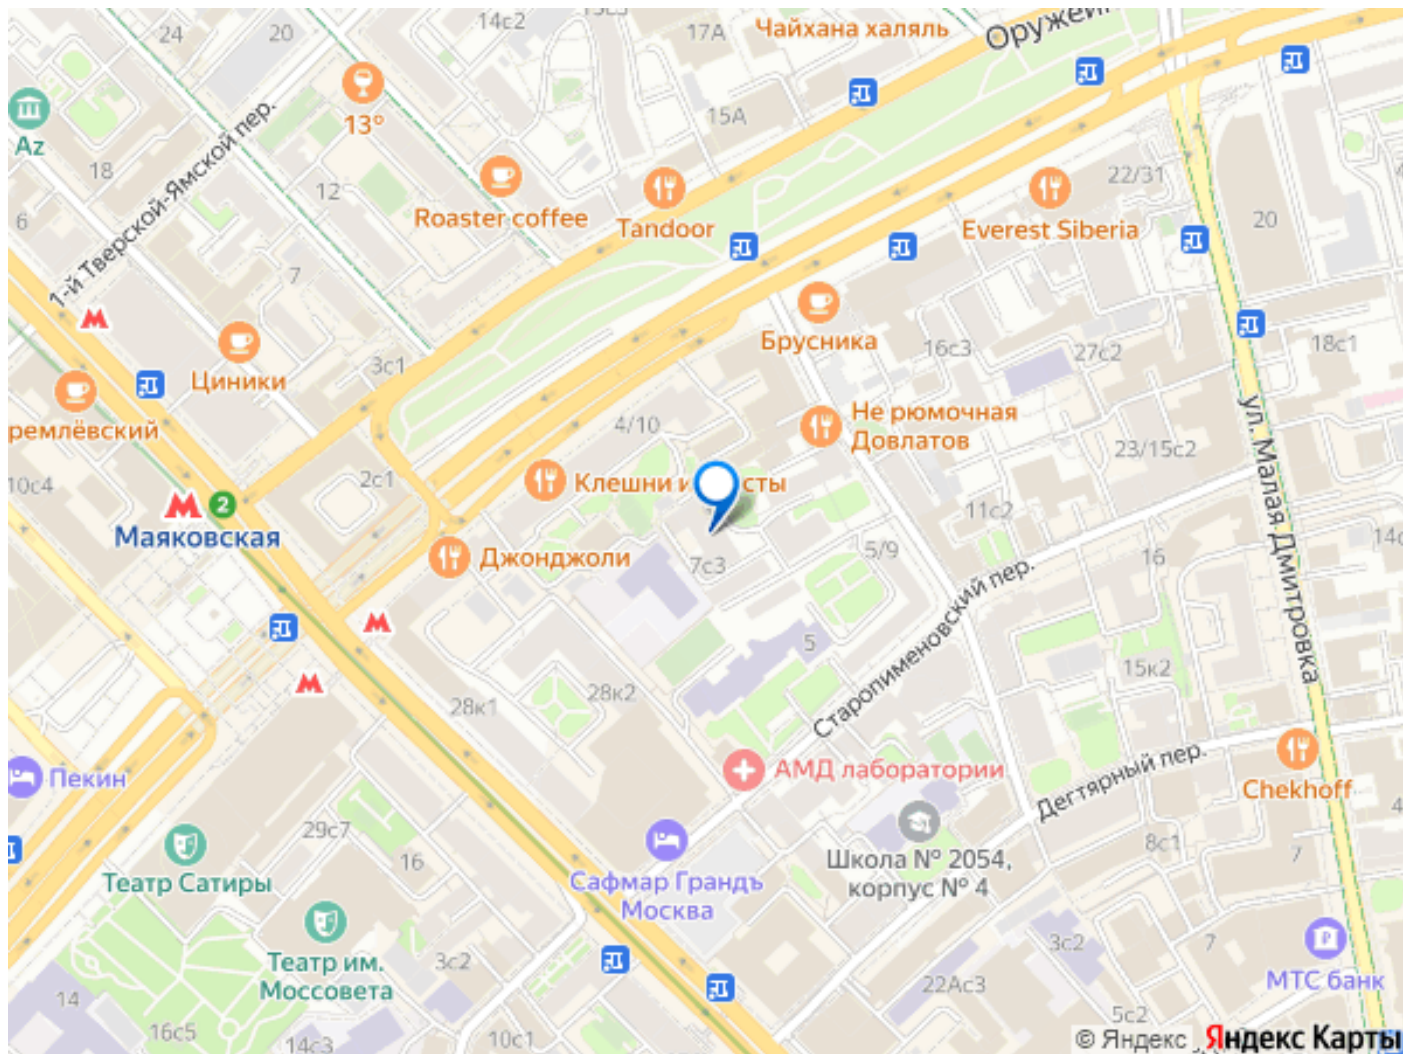 14с2
17А
Чайхана халяль
24
20
13°
15А
Az
18
1-й Тверской-Ямской пер.
12
22/31
Roaster coffee
Tandoor
Everest Siberia
20
6
7
Брусника
16с3
27с2
18с1
3с1
Циники
4/10
Не рюмочная
Довлатов
23/15с2
ул. Малая Дмитровка
10с4
2с1
Клешни и
11с2
2
Маяковская
Джонджоли
7с3
5/9
16
Старопименовский пер.
5
15к2
28к1
28к2
Пекин
АМД лаборатории
Дегтярный пер.
Chekhoff
29с7
16
Театр Сатиры
Школа № 2054,
корпус № 4
8с1
7
Сафмар Грандъ
Москва
Театр им.
Моссовета
3с2
3с2
7
МТС банк
14
22Ас3
16с5
14с3
10с1
5с2
© Яндекс Яндекс Карты